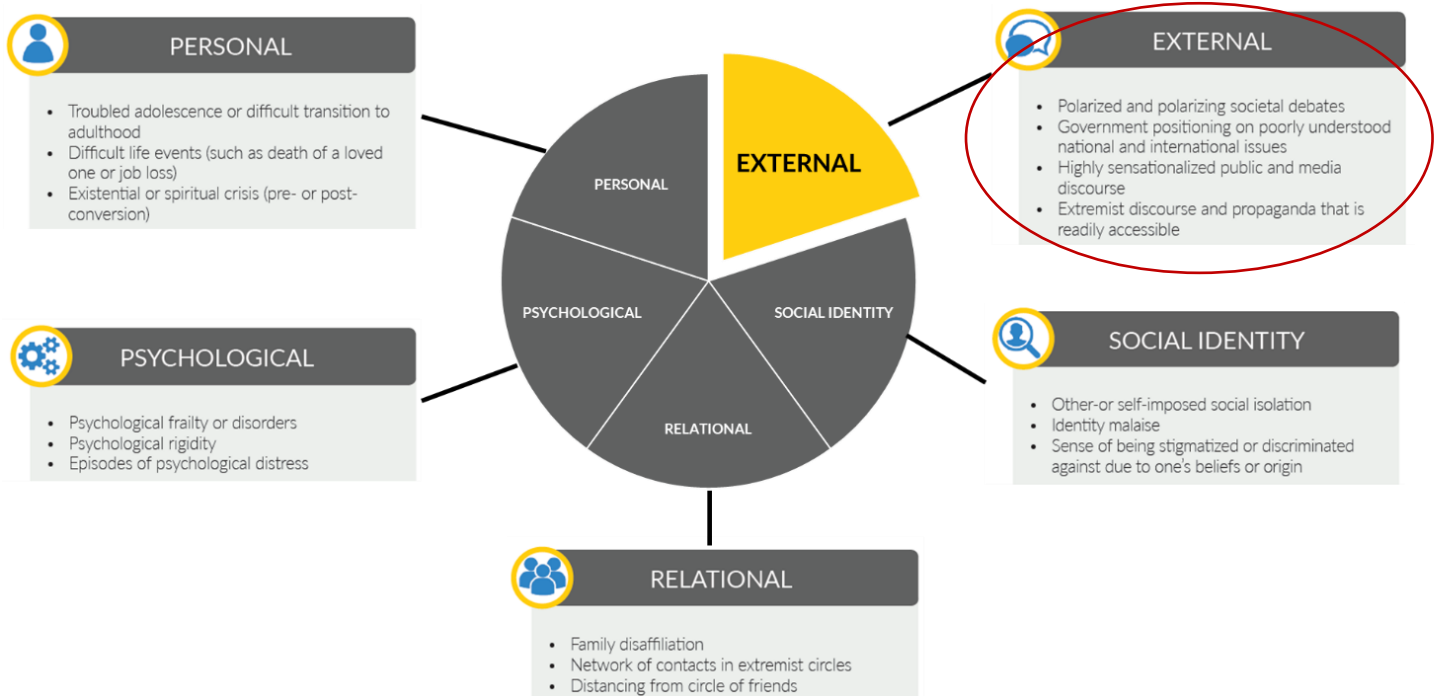 PERSONAL
• Troubled adolescence or difficult transition to
adulthood
• Difficult life events (such as death of a loved
one or job loss)
• Existential or spiritual crisis (pre- or post-
conversion)
EXTERNAL
• Polarized and polarizing societal debates
• Government positioning on poorly understood
national and international issues
• Highly sensationalized public and media
discourse
• Extremist discourse and propaganda that is
readily accessible
PERSONAL
EXTERNAL
PSYCHOLOGICAL
SOCIAL IDENTITY
RELATIONAL
PSYCHOLOGICAL
• Psychological frailty or disorders
• Psychological rigidity
• Episodes of psychological distress
SOCIAL IDENTITY
• Other-or self-imposed social isolation
• Identity malaise
• Sense of being stigmatized or discriminated
against due to one's beliefs or origin
RELATIONAL
• Family disaffiliation
• Network of contacts in extremist circles
• Distancing from circle of friends